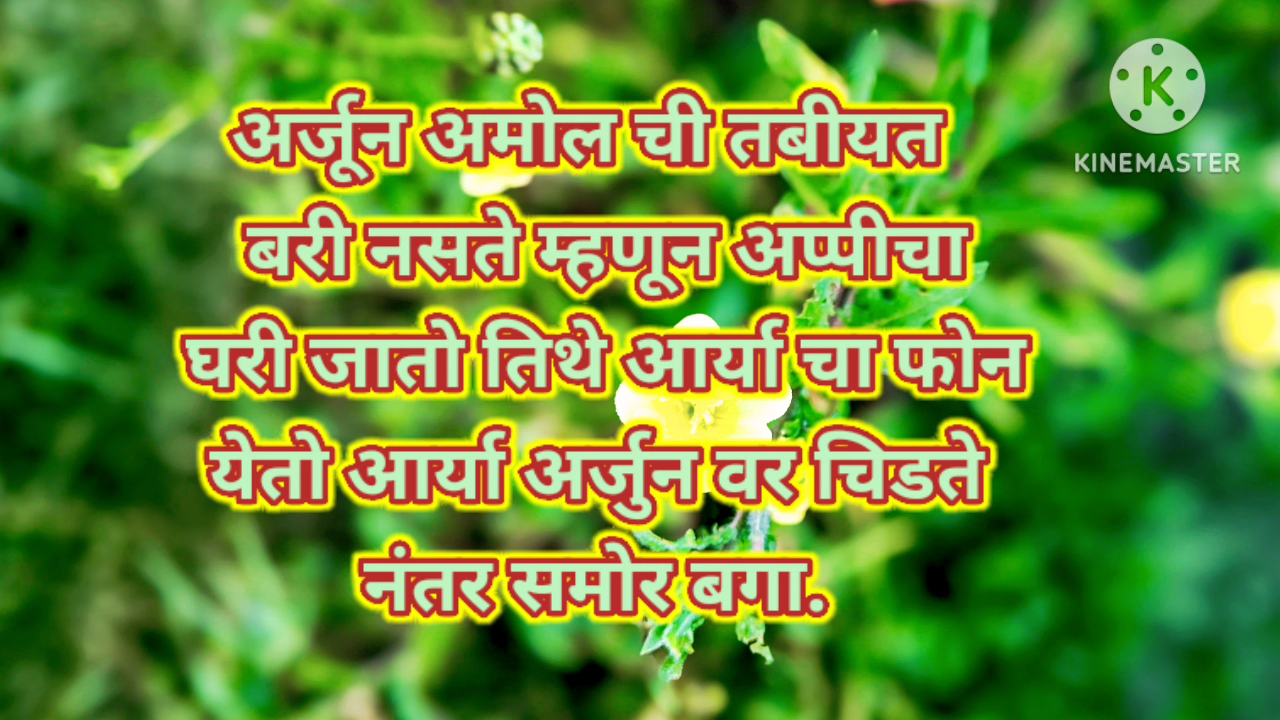 अर्जून अमोल ची तबीयत
बरी नसते म्हणून अप्पीचा
घरी जातो तिथे आर्या चा फोन
येतो आर्या अर्जुन वर चिडते
नंतर समोर बगा.
K
KINEMASTER